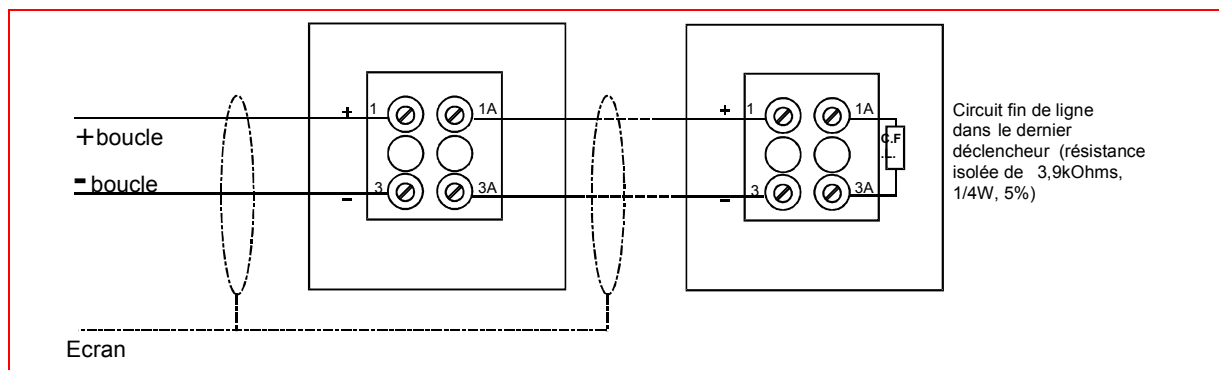 + 1 1A + 1 1A
+boucle
- boucle
3 3A 3 3A
- -
C.F
.L.
Circuit fin de ligne
dans le dernier
déclencheur (résistance
isolée de 3,9kOhms,
1/4W, 5%)
Ecran